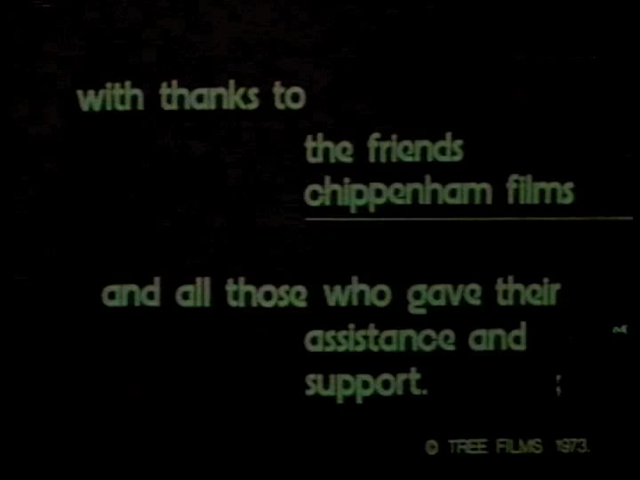 with thanks to
the friends
chippenham films
and all those who gave their
assistance and
support.
© TREE FILMS 1973.